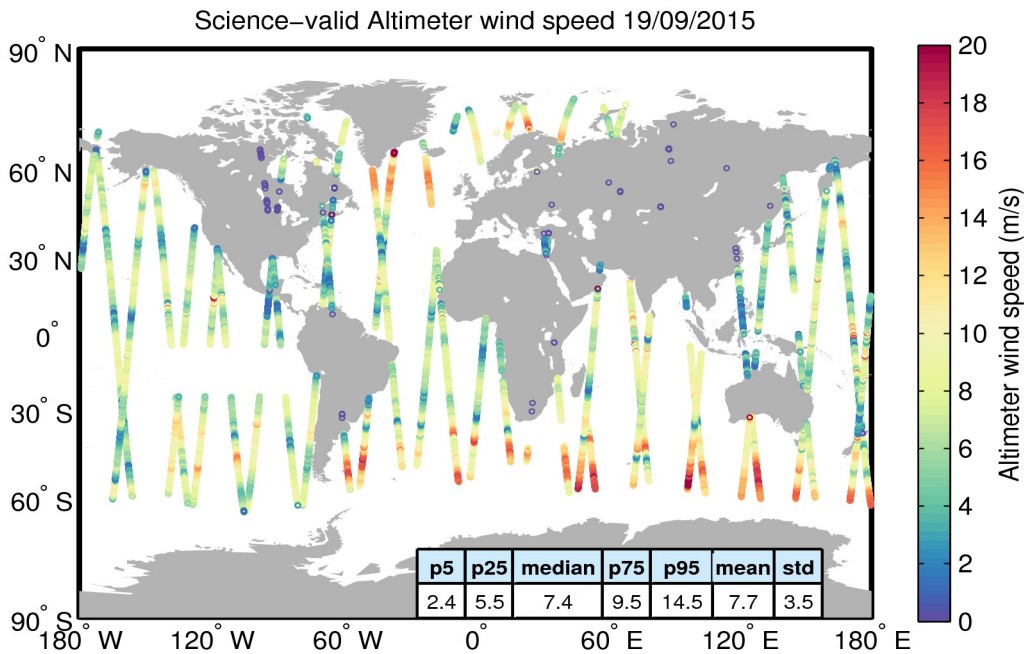 Science−valid Altimeter wind speed 19/09/2015
90° N
60° N
30° N
0°
30° S
60° S
90° S
180° W
120° W
60° W
0°
60° E
120° E
180° E
p5 p25 median p75 p95 mean std
2.4 5.5 7.4 9.5 14.5 7.7 3.5
20
18
16
14
12
10
8
6
4
2
0
Altimeter wind speed (m/s)